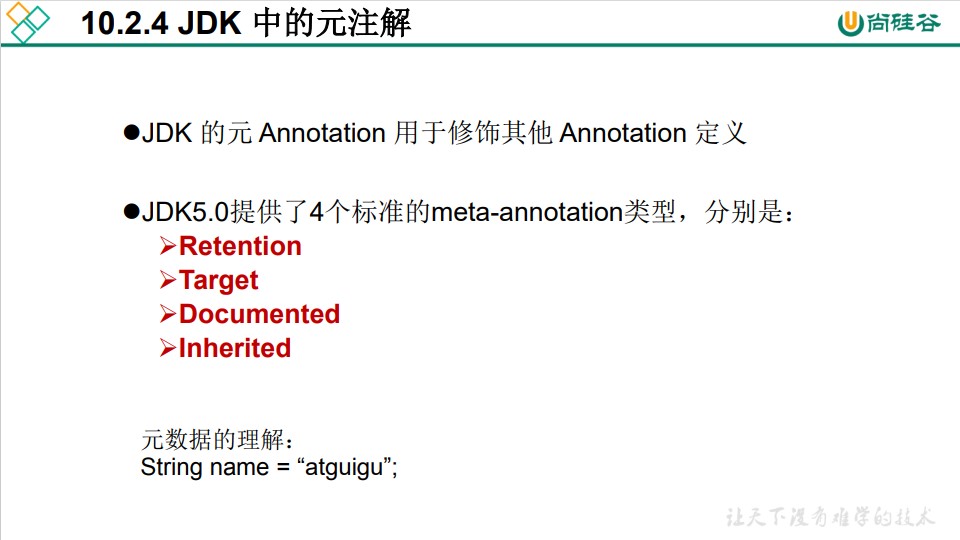 10.2.4 JDK 中的元注解
尚硅谷
●JDK 的元 Annotation 用于修饰其他 Annotation 定义
●JDK5.0提供了4个标准的meta-annotation类型，分别是：
➢Retention
➢Target
➢Documented
➢Inherited
元数据的理解：
String name = “atguigu”;
让天下没有难学的技术